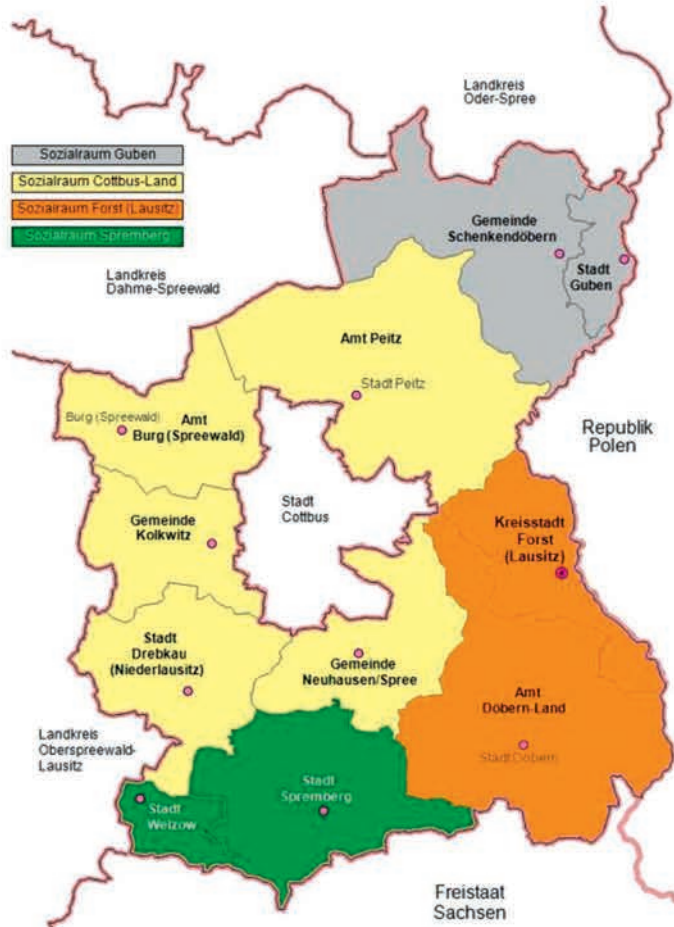 Landkreis
Oder-Spree
Sozialraum Guben
Sozialraum Cottbus-Land
Sozialraum Forst (Lausitz)
Sozialraum Spremberg
Gemeinde
Schenkendöbern
Stadt
Guben
Landkreis
Dahme-Spreewald
Amt Peitz
Stadt Peitz
Burg (Spreewald)
Amt
Burg (Spreewald)
Republik
Polen
Stadt
Cottbus
Gemeinde
Kolkwitz
Kreisstadt
Forst
(Lausitz)
Stadt
Drebkau
(Niederlausitz)
Gemeinde
Neuhausen/Spree
Amt
Döbern-Land
Stadt Döbern
Landkreis
Oberspreewald-
Lausitz
Stadt
Spremberg
Stadt
Welzow
Freistaat
Sachsen